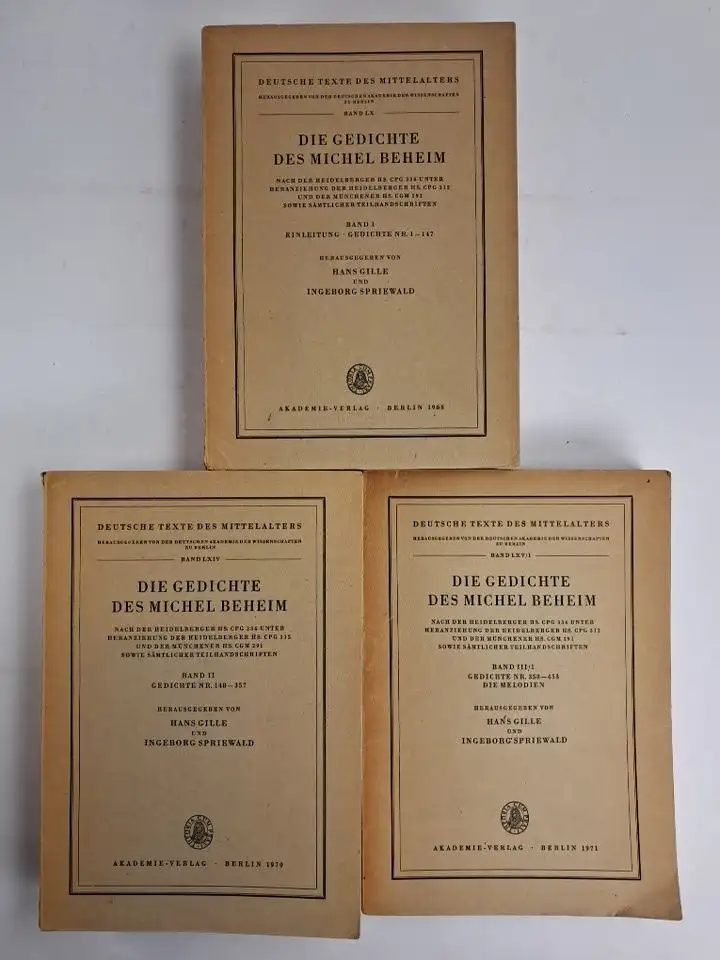 DEUTSCHE TEXTE DES MITTELALTERS
HERAUSGEGEBEN VON DER DEUTSCHEN AKADEMIE DER WISSENSCHAFTEN
ZU BERLIN
BAND LX
DIE GEDICHTE
DES MICHEL BEHEIM
NACH DER HEIDELBERGER HS. CPG 334 UNTER
HERANZIEHUNG DER HEIDELBERGER HS. CPG 312
UND DER MÜNCHENER HS. CGM 291
SOWIE SÄMTLICHER TEILHANDSCHRIFTEN
BAND I
EINLEITUNG · GEDICHTE NR. 1–147
HERAUSGEGEBEN VON
HANS GILLE
UND
INGEBORG SPRIEWALD
AKADEMIE-VERLAG · BERLIN 1968
DEUTSCHE TEXTE DES MITTELALTERS
HERAUSGEGEBEN VON DER DEUTSCHEN AKADEMIE DER WISSENSCHAFTEN
ZU BERLIN
BAND LXIV
DIE GEDICHTE
DES MICHEL BEHEIM
NACH DER HEIDELBERGER HS. CPG 334 UNTER
HERANZIEHUNG DER HEIDELBERGER HS. CPG 312
UND DER MÜNCHENER HS. CGM 291
SOWIE SÄMTLICHER TEILHANDSCHRIFTEN
BAND II
GEDICHTE NR. 148–357
HERAUSGEGEBEN VON
HANS GILLE
UND
INGEBORG SPRIEWALD
AKADEMIE-VERLAG · BERLIN 1970
DEUTSCHE TEXTE DES MITTELALTERS
HERAUSGEGEBEN VON DER DEUTSCHEN AKADEMIE DER WISSENSCHAFTEN
ZU BERLIN
BAND LXV/1
DIE GEDICHTE
DES MICHEL BEHEIM
NACH DER HEIDELBERGER HS. CPG 334 UNTER
HERANZIEHUNG DER HEIDELBERGER HS. CPG 312
UND DER MÜNCHENER HS. CGM 291
SOWIE SÄMTLICHER TEILHANDSCHRIFTEN
BAND III/1
GEDICHTE NR. 358–453
DIE MELODIEN
HERAUSGEGEBEN VON
HANS GILLE
UND
INGEBORG SPRIEWALD
AKADEMIE-VERLAG · BERLIN 1971